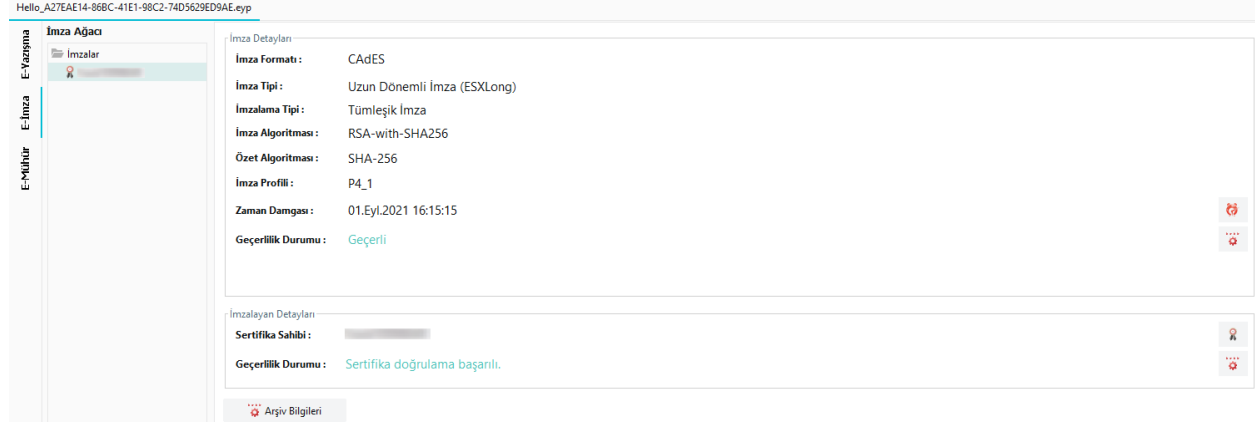 Hello_A27EAE14-86BC-41E1-98C2-74D5629ED9AE.eyp
E-Yazışma
E-İmza
E-Mühür
İmza Ağacı
İmzalar
İmza Detayları
İmza Formatı : CAdES
İmza Tipi : Uzun Dönemli İmza (ESXLong)
İmzalama Tipi : Tümleşik İmza
İmza Algoritması : RSA-with-SHA256
Özet Algoritması : SHA-256
İmza Profili : P4_1
Zaman Damgası : 01.Eyl.2021 16:15:15
Geçerlilik Durumu : Geçerli
İmzalayan Detayları
Sertifika Sahibi :
Geçerlilik Durumu : Sertifika doğrulama başarılı.
Arşiv Bilgileri